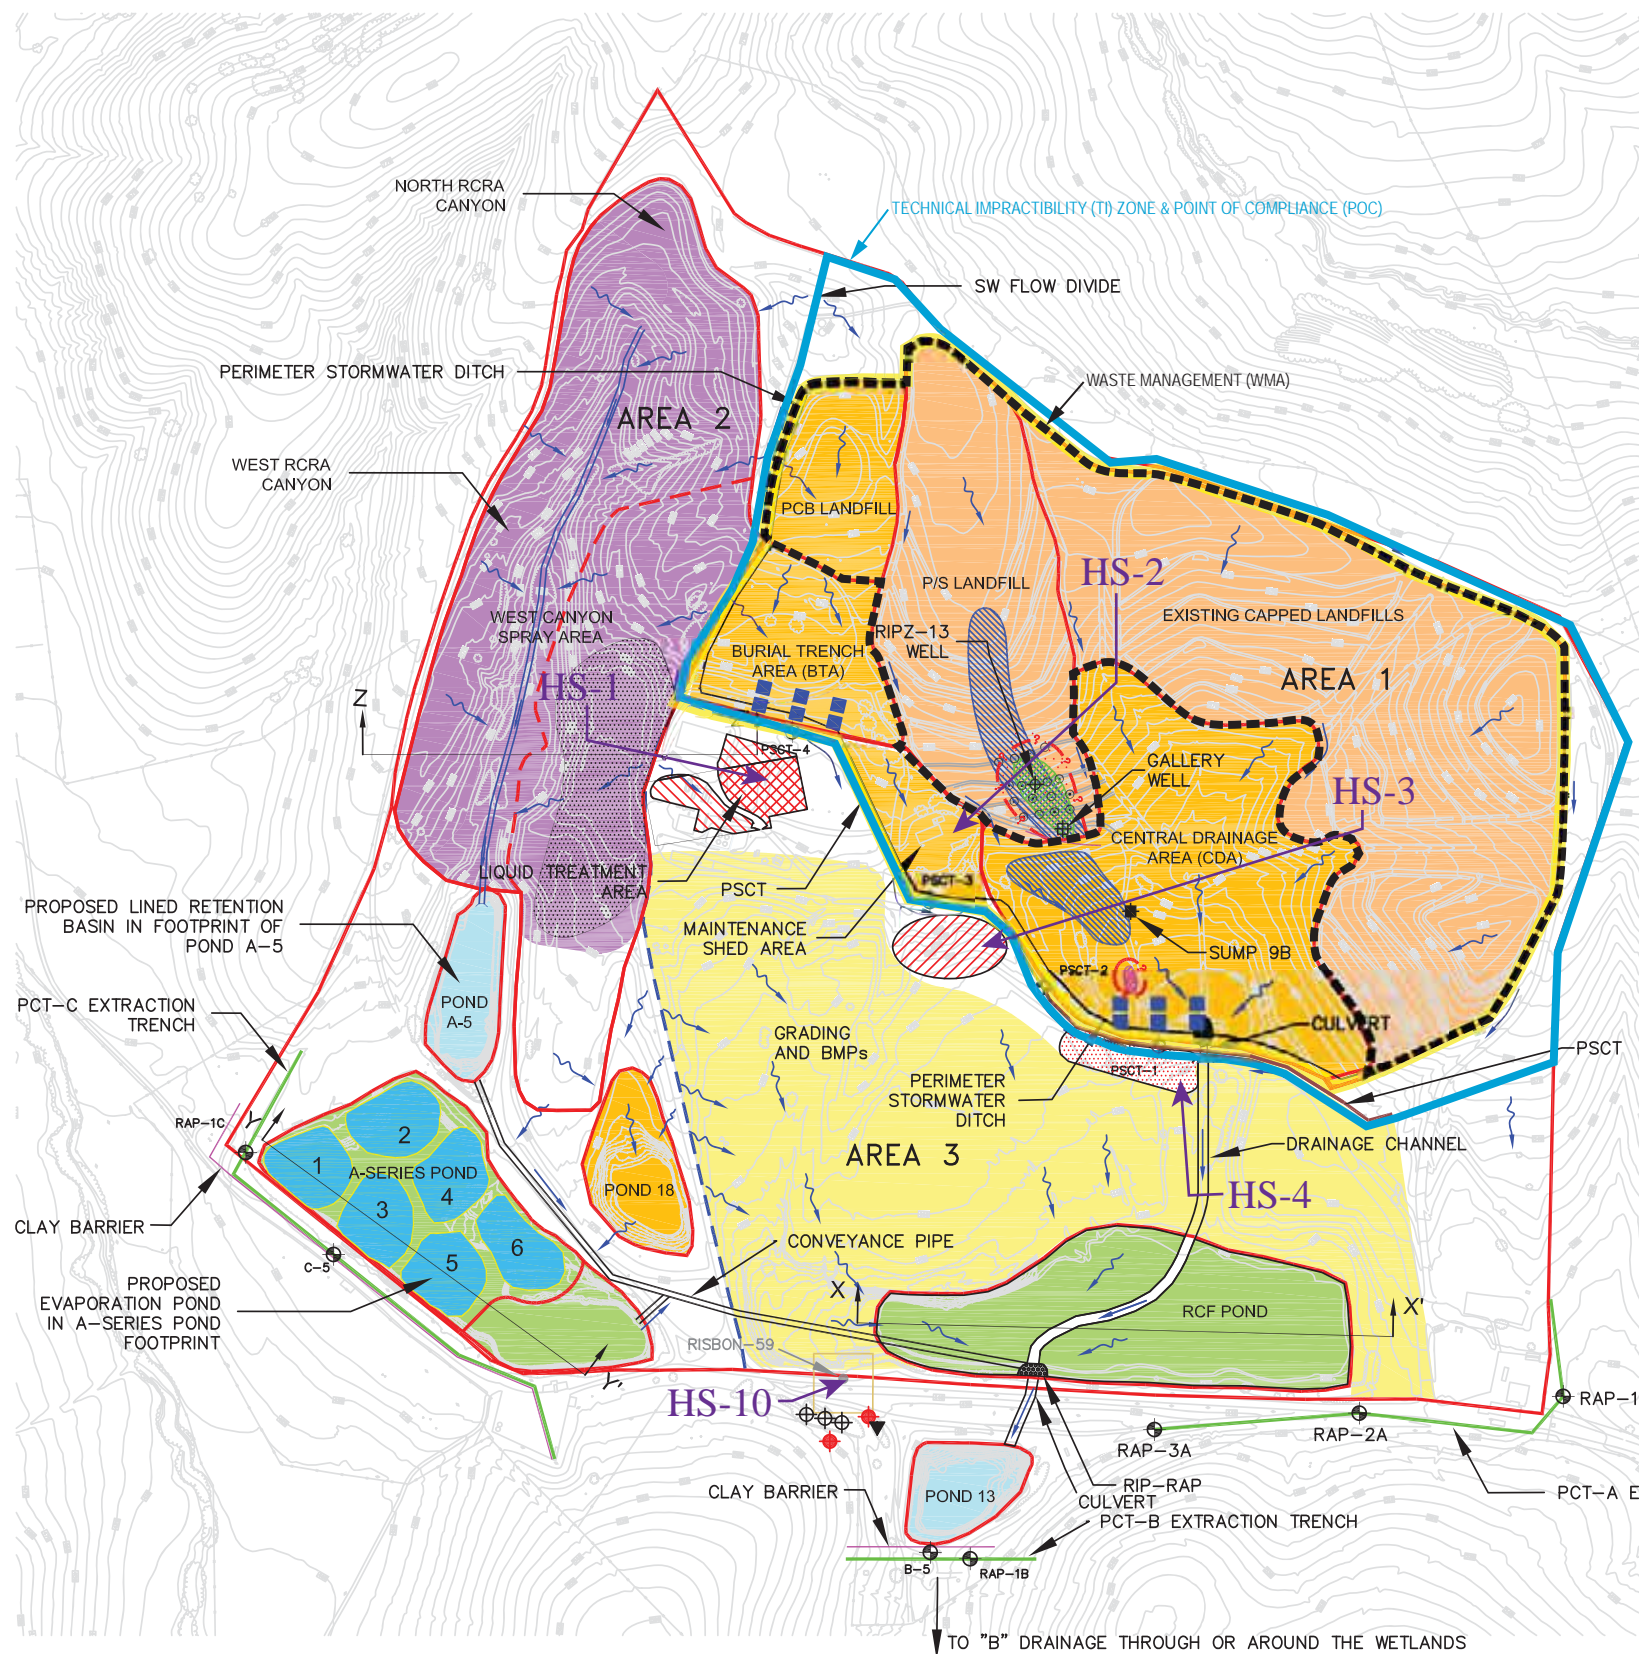 NORTH RCRA
CANYON
TECHNICAL IMPRACTIBILITY (TI) ZONE & POINT OF COMPLIANCE (POC)
SW FLOW DIVIDE
PERIMETER STORMWATER DITCH
WASTE MANAGEMENT (WMA)
AREA 2
WEST RCRA
CANYON
PCB LANDFILL
P/S LANDFILL
HS-2
EXISTING CAPPED LANDFILLS
WEST CANYON
SPRAY AREA
RIPZ-13
WELL
BURIAL TRENCH
AREA (BTA)
AREA 1
HS-1
Z
PSCT-4
GALLERY
WELL
HS-3
CENTRAL DRAINAGE
AREA (CDA)
LIQUID TREATMENT
AREA
PSCT
PSCT-3
PROPOSED LINED RETENTION
BASIN IN FOOTPRINT OF
POND A-5
MAINTENANCE
SHED AREA
SUMP 9B
PSCT-2
POND
A-5
PCT-C EXTRACTION
TRENCH
GRADING
AND BMPs
CULVERT
PSCT
PSCT-1
PERIMETER
STORMWATER
DITCH
RAP-1C
Y
2
1
A-SERIES POND
4
3
AREA 3
DRAINAGE CHANNEL
POND 18
HS-4
CLAY BARRIER
6
5
C-5
CONVEYANCE PIPE
PROPOSED
EVAPORATION POND
IN A-SERIES POND
FOOTPRINT
X
RCF POND
X'
RISBON-59
Y'
HS-10
RAP-1
RAP-2A
RAP-3A
CLAY BARRIER
POND 13
RIP-RAP
CULVERT
PCT-A E
PCT-B EXTRACTION TRENCH
B-5
RAP-1B
TO "B" DRAINAGE THROUGH OR AROUND THE WETLANDS